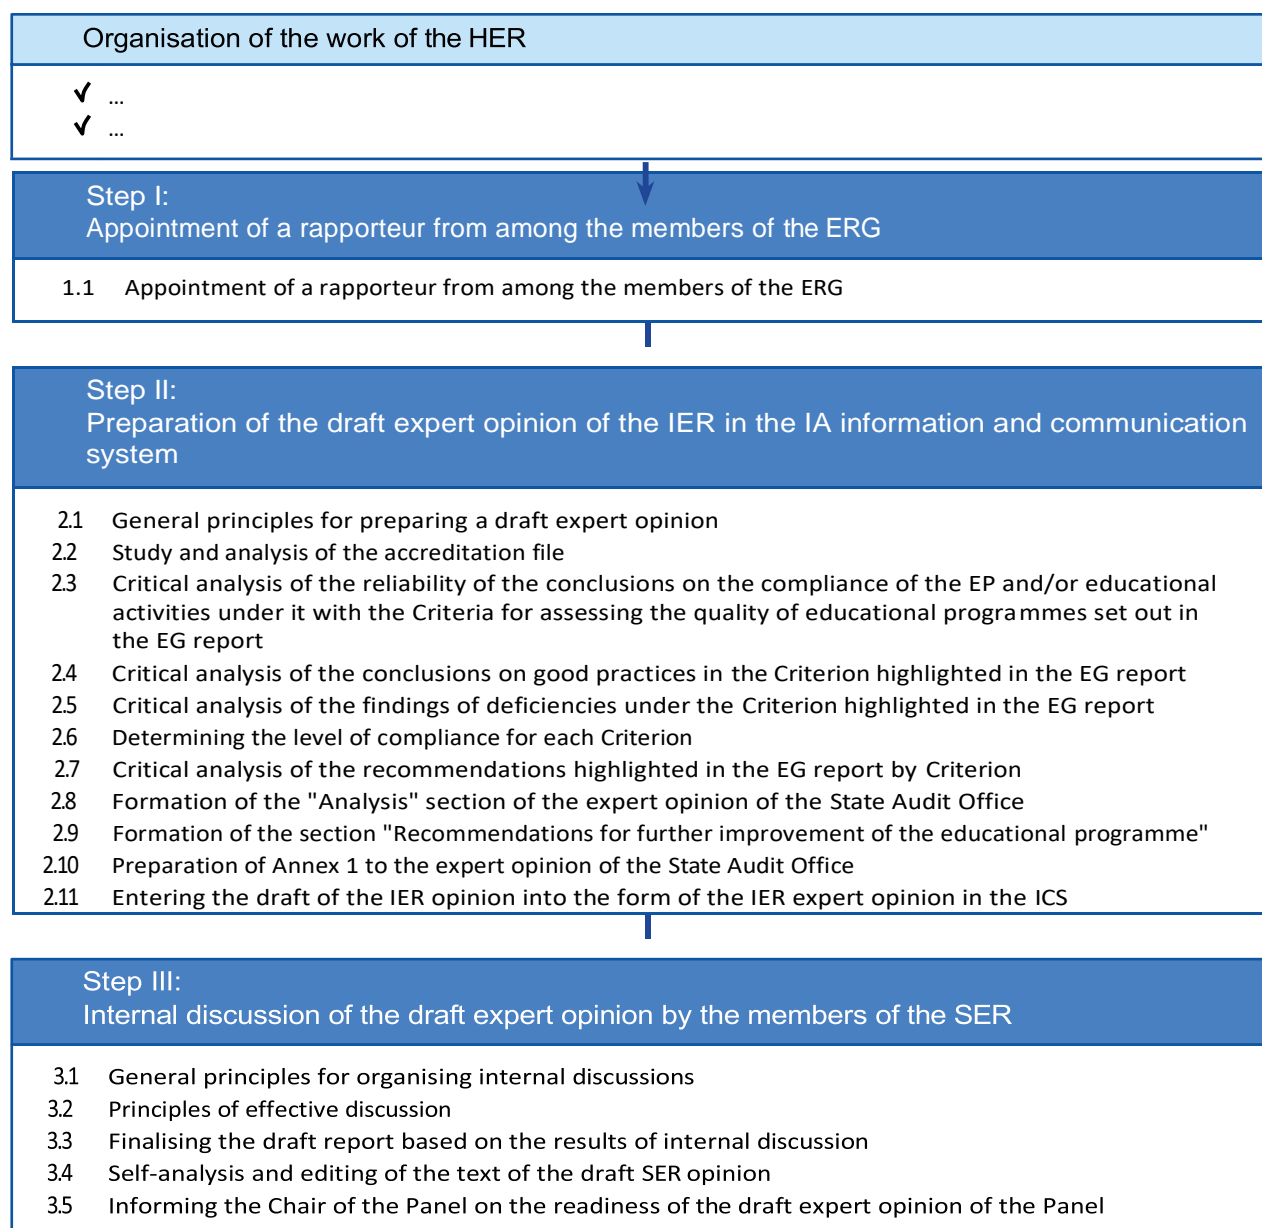 Organisation of the work of the HER
✓ ...
✓ ...
Step I:
Appointment of a rapporteur from among the members of the ERG
1.1 Appointment of a rapporteur from among the members of the ERG
Step II:
Preparation of the draft expert opinion of the IER in the IA information and communication
system
2.1 General principles for preparing a draft expert opinion
2.2 Study and analysis of the accreditation file
2.3 Critical analysis of the reliability of the conclusions on the compliance of the EP and/or educational
activities under it with the Criteria for assessing the quality of educational programmes set out in
the EG report
2.4 Critical analysis of the conclusions on good practices in the Criterion highlighted in the EG report
2.5 Critical analysis of the findings of deficiencies under the Criterion highlighted in the EG report
2.6 Determining the level of compliance for each Criterion
2.7 Critical analysis of the recommendations highlighted in the EG report by Criterion
2.8 Formation of the "Analysis" section of the expert opinion of the State Audit Office
2.9 Formation of the section "Recommendations for further improvement of the educational programme"
2.10 Preparation of Annex 1 to the expert opinion of the State Audit Office
2.11 Entering the draft of the IER opinion into the form of the IER expert opinion in the ICS
Step III:
Internal discussion of the draft expert opinion by the members of the SER
3.1 General principles for organising internal discussions
3.2 Principles of effective discussion
3.3 Finalising the draft report based on the results of internal discussion
3.4 Self-analysis and editing of the text of the draft SER opinion
3.5 Informing the Chair of the Panel on the readiness of the draft expert opinion of the Panel